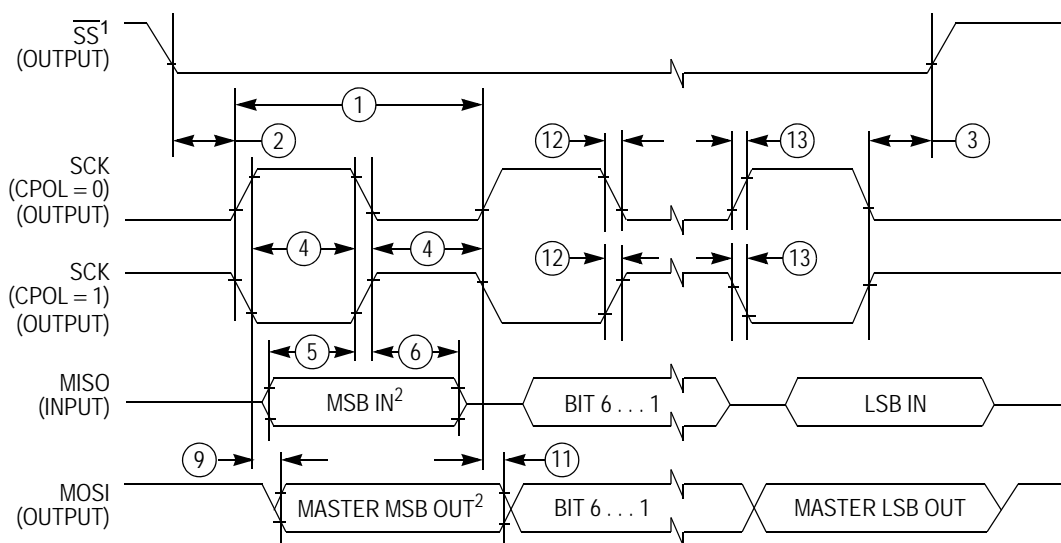 SS¹
(OUTPUT)
1
2
12
13
3
SCK
(CPOL = 0)
(OUTPUT)
4
4
SCK
(CPOL = 1)
(OUTPUT)
12
13
5
6
MISO
(INPUT)
MSB IN²
BIT 6 . . . 1
LSB IN
9
11
MOSI
(OUTPUT)
MASTER MSB OUT²
BIT 6 . . . 1
MASTER LSB OUT